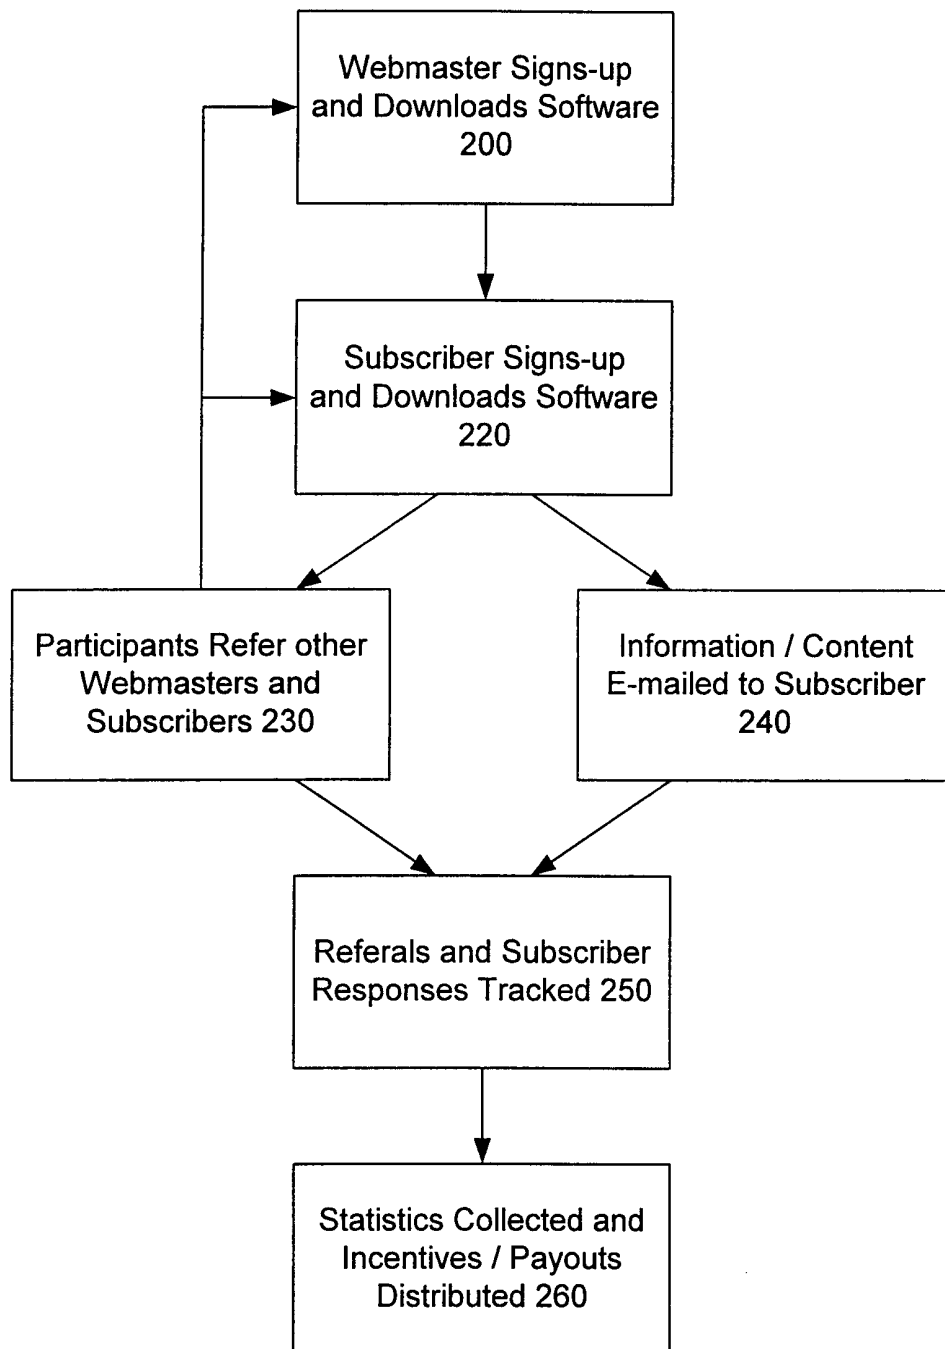 Webmaster Signs-up
and Downloads Software
200
Subscriber Signs-up
and Downloads Software
220
Participants Refer other
Webmasters and
Subscribers 230
Information / Content
E-mailed to Subscriber
240
Referals and Subscriber
Responses Tracked 250
Statistics Collected and
Incentives / Payouts
Distributed 260